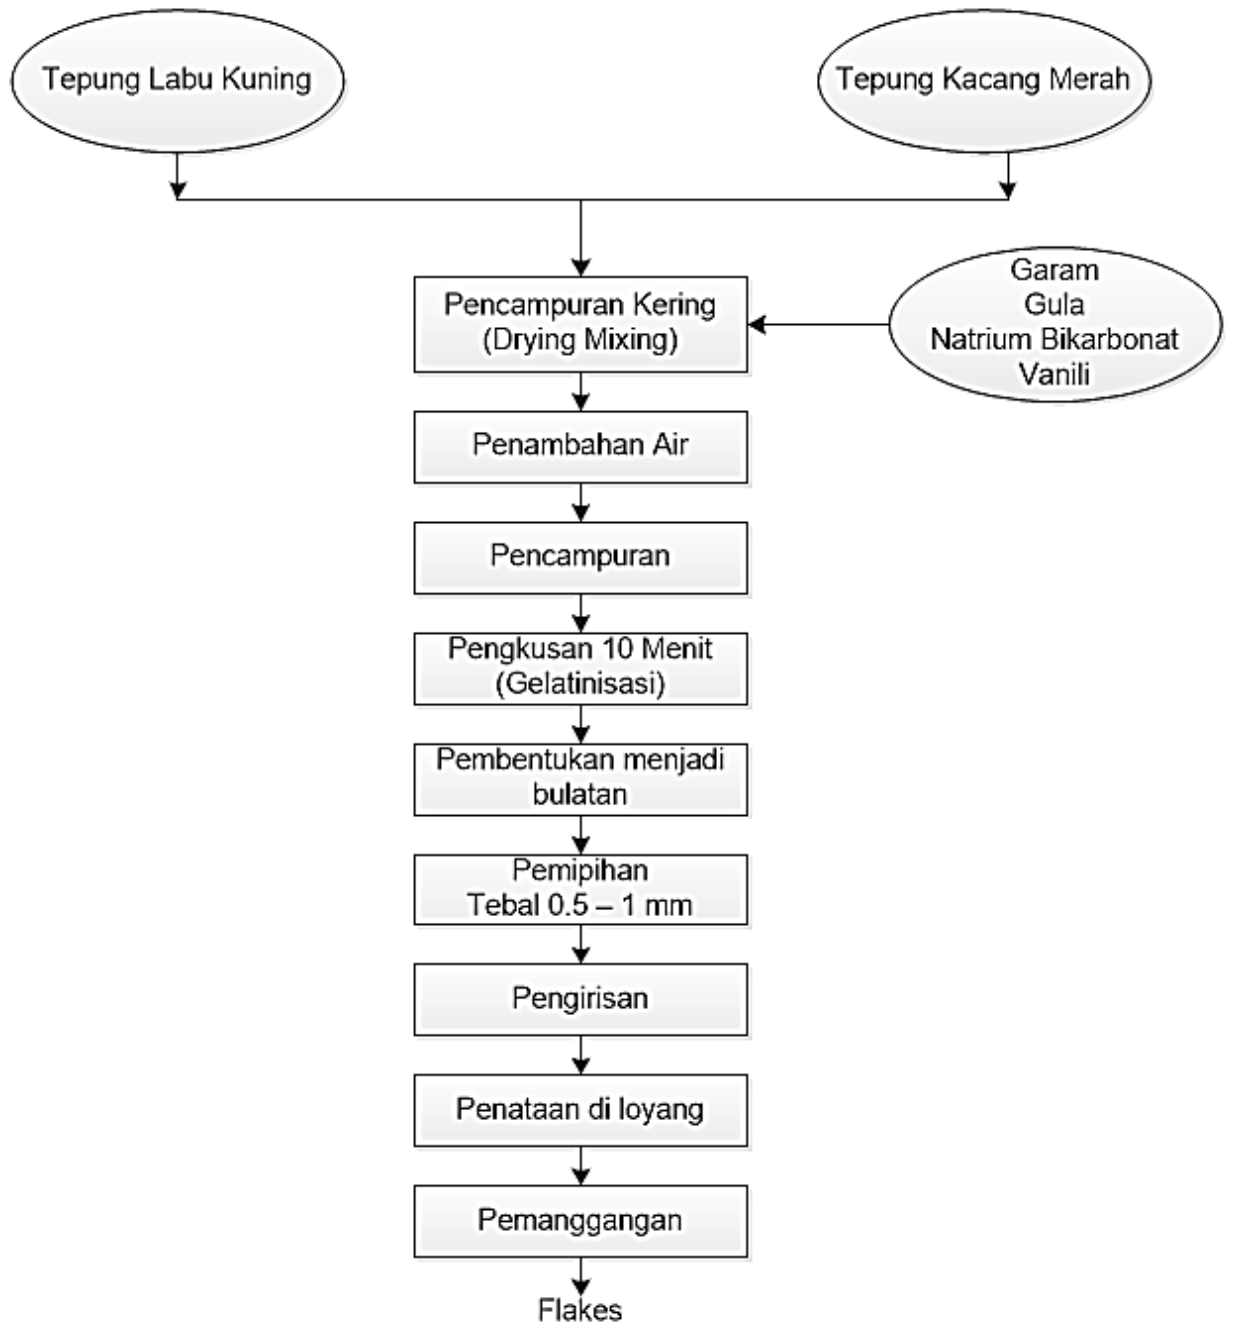 Tepung Labu Kuning
Tepung Kacang Merah
Garam
Gula
Natrium Bikarbonat
Vanili
Pencampuran Kering
(Drying Mixing)
Penambahan Air
Pencampuran
Pengkusan 10 Menit
(Gelatinisasi)
Pembentukan menjadi
bulatan
Pemipihan
Tebal 0.5 – 1 mm
Pengirisan
Penataan di loyang
Pemanggangan
Flakes